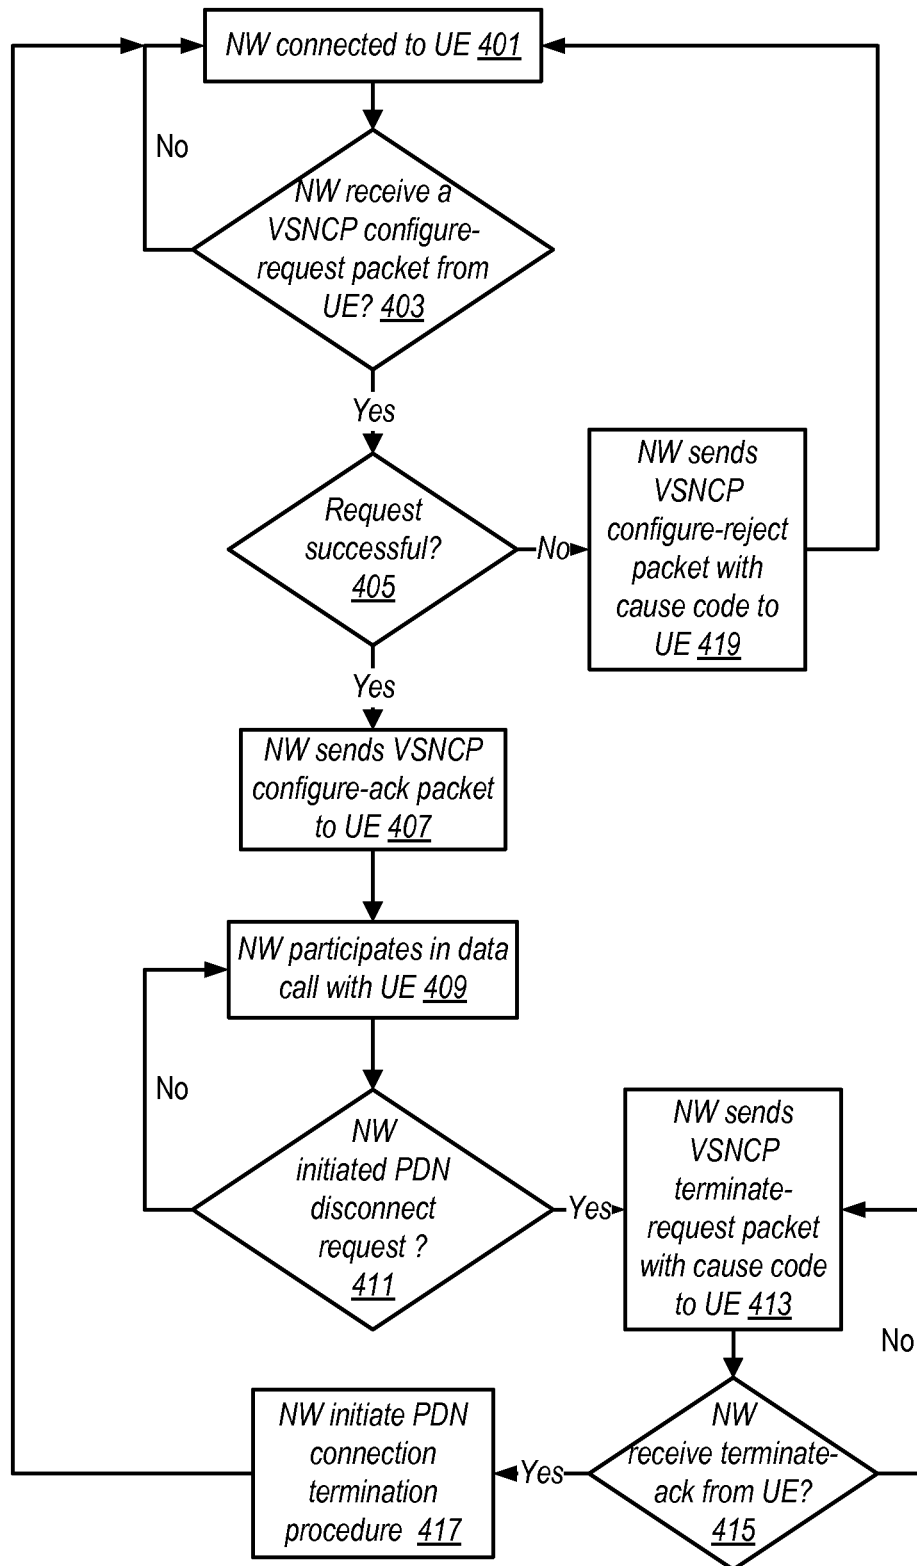 NW connected to UE 401
No
NW receive a
VSNCP configure-
request packet from
UE? 403
Yes
Request
successful?
405
No
NW sends
VSNCP
configure-reject
packet with
cause code to
UE 419
Yes
NW sends VSNCP
configure-ack packet
to UE 407
NW participates in data
call with UE 409
No
NW
initiated PDN
disconnect
request ?
411
Yes
NW sends
VSNCP
terminate-
request packet
with cause code
to UE 413
No
NW
receive terminate-
ack from UE?
415
Yes
NW initiate PDN
connection
termination
procedure 417